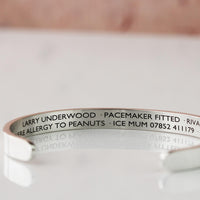 LARRY UNDERWOOD · PACEMAKER FITTED · RIVA
RE ALLERGY TO PEANUTS · ICE MUM 07852 411179